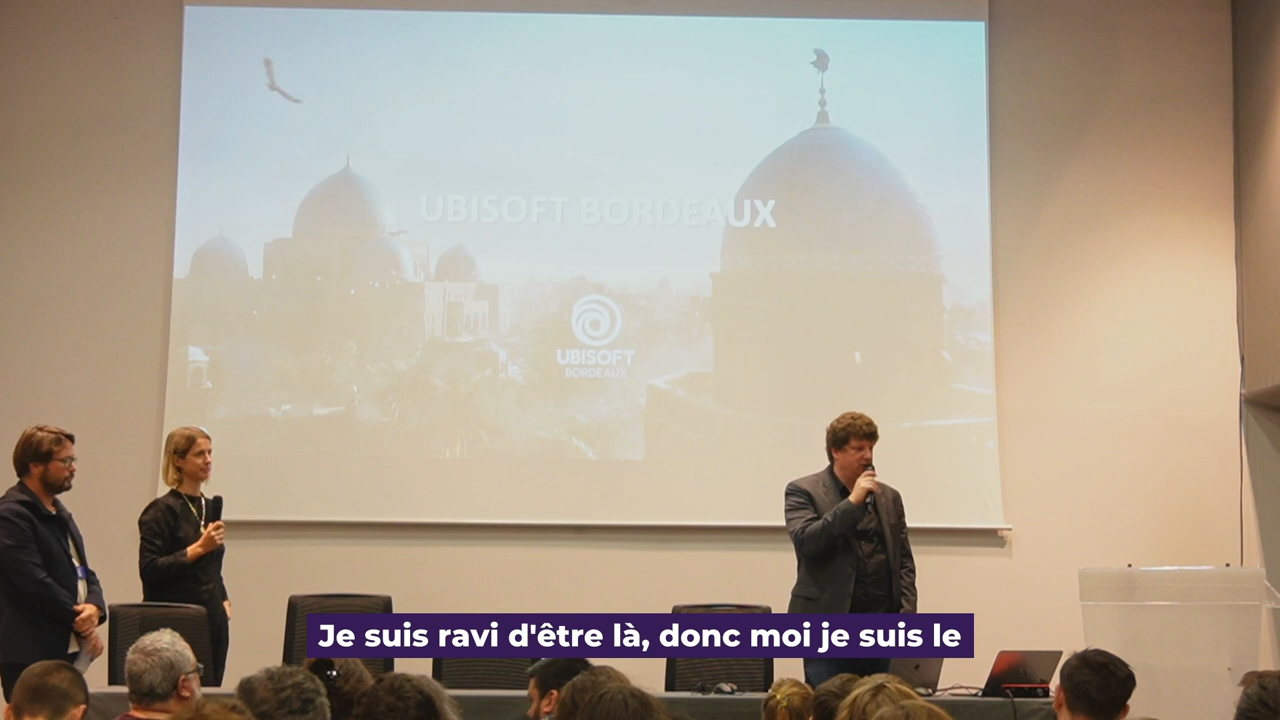 UBISOFT BORDEAUX
UBISOFT
BORDEAUX
Je suis ravi d'être là, donc moi je suis le